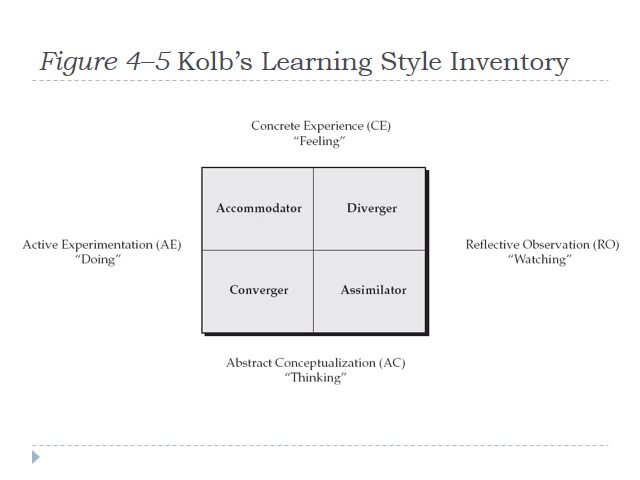 Figure 4–5 Kolb’s Learning Style Inventory
Concrete Experience (CE)
“Feeling”
Accommodator
Diverger
Active Experimentation (AE)
“Doing”
Reflective Observation (RO)
“Watching”
Converger
Assimilator
Abstract Conceptualization (AC)
“Thinking”